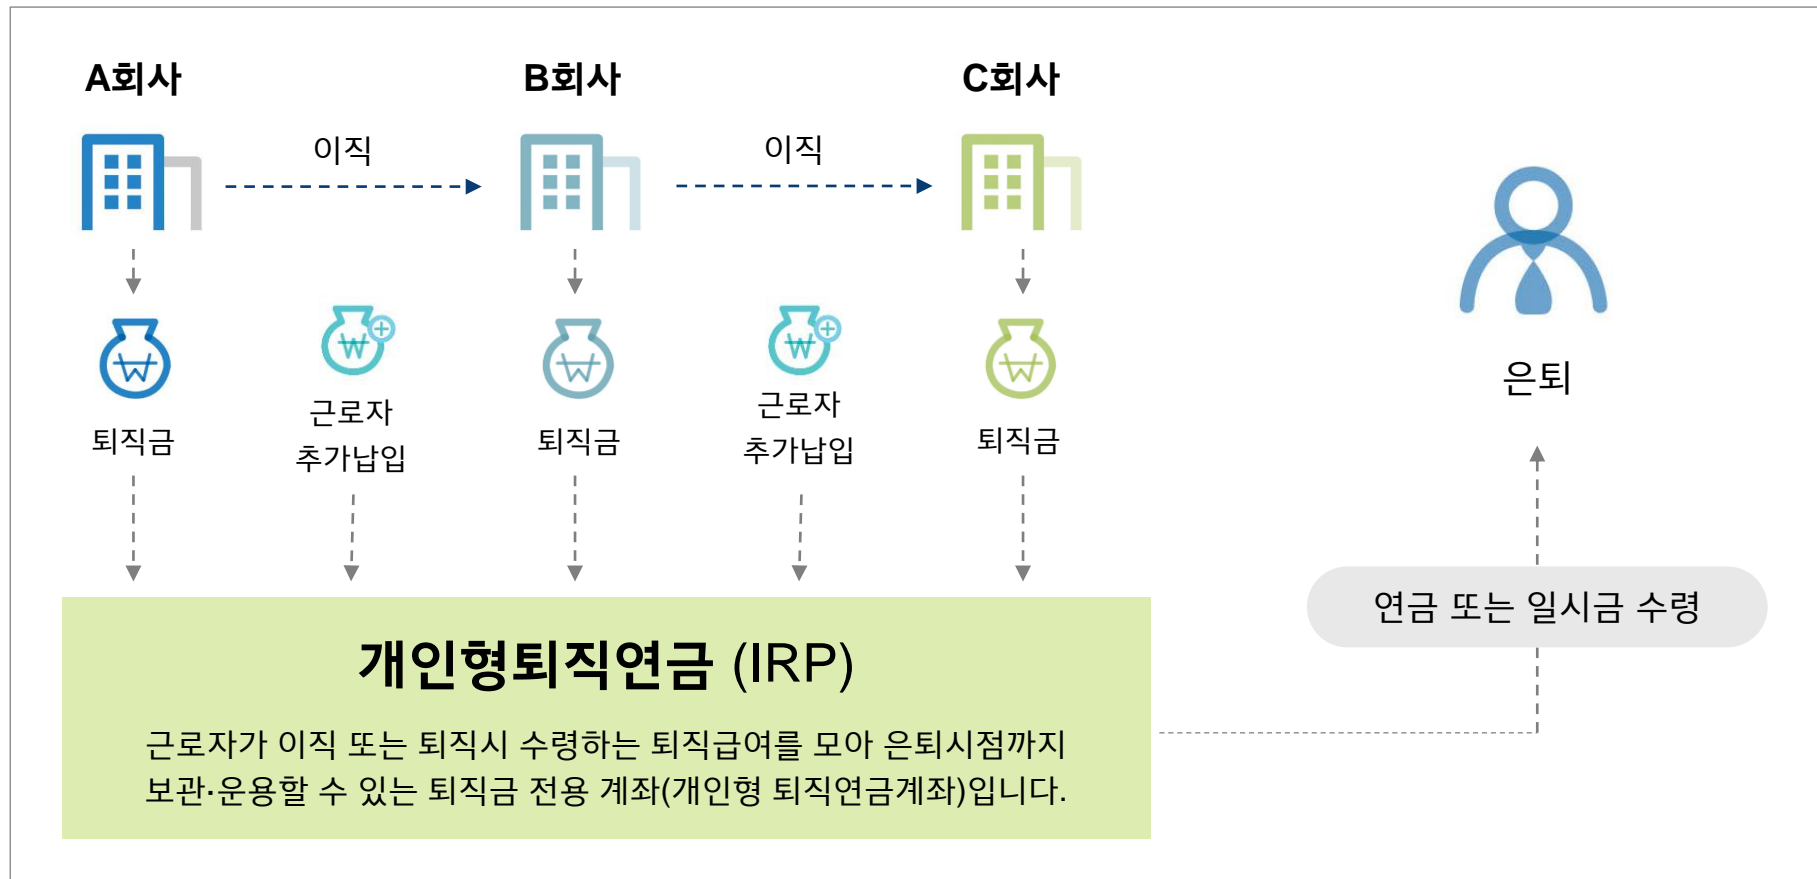 A회사
B회사
C회사
이직
이직
퇴직금
근로자
추가납입
퇴직금
근로자
추가납입
퇴직금
은퇴
연금 또는 일시금 수령
개인형퇴직연금 (IRP)
근로자가 이직 또는 퇴직시 수령하는 퇴직급여를 모아 은퇴시점까지
보관·운용할 수 있는 퇴직금 전용 계좌(개인형 퇴직연금계좌)입니다.